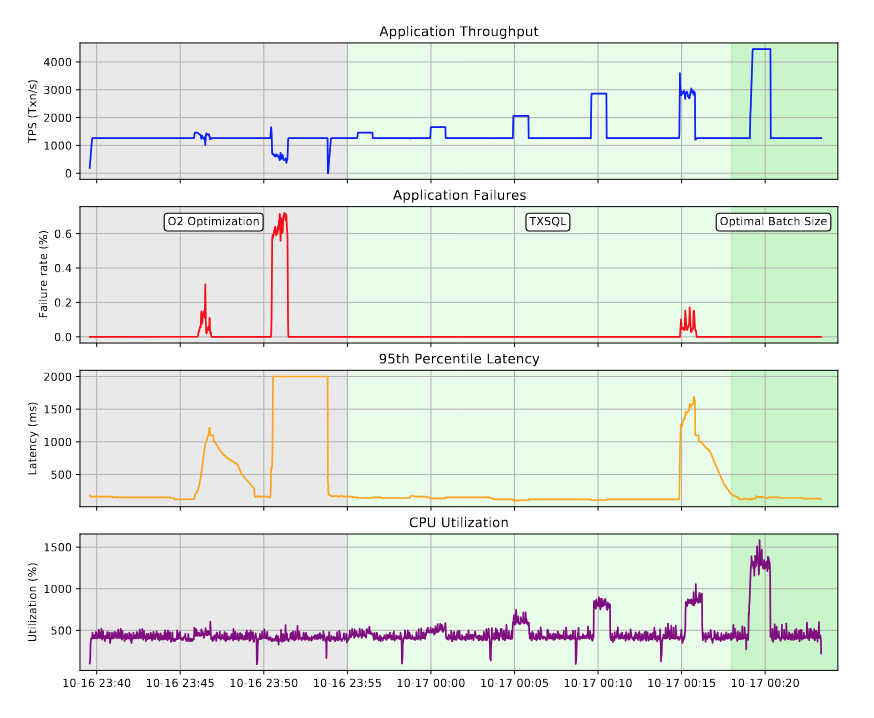 Application Throughput
TPS (Txn/s)
4000
3000
2000
1000
0
Application Failures
Failure rate (%)
0.6
0.4
0.2
0.0
O2 Optimization
TXSQL
Optimal Batch Size
95th Percentile Latency
Latency (ms)
2000
1500
1000
500
CPU Utilization
Utilization (%)
1500
1000
500
10-16 23:40 10-16 23:45 10-16 23:50 10-16 23:55 10-17 00:00 10-17 00:05 10-17 00:10 10-17 00:15 10-17 00:20